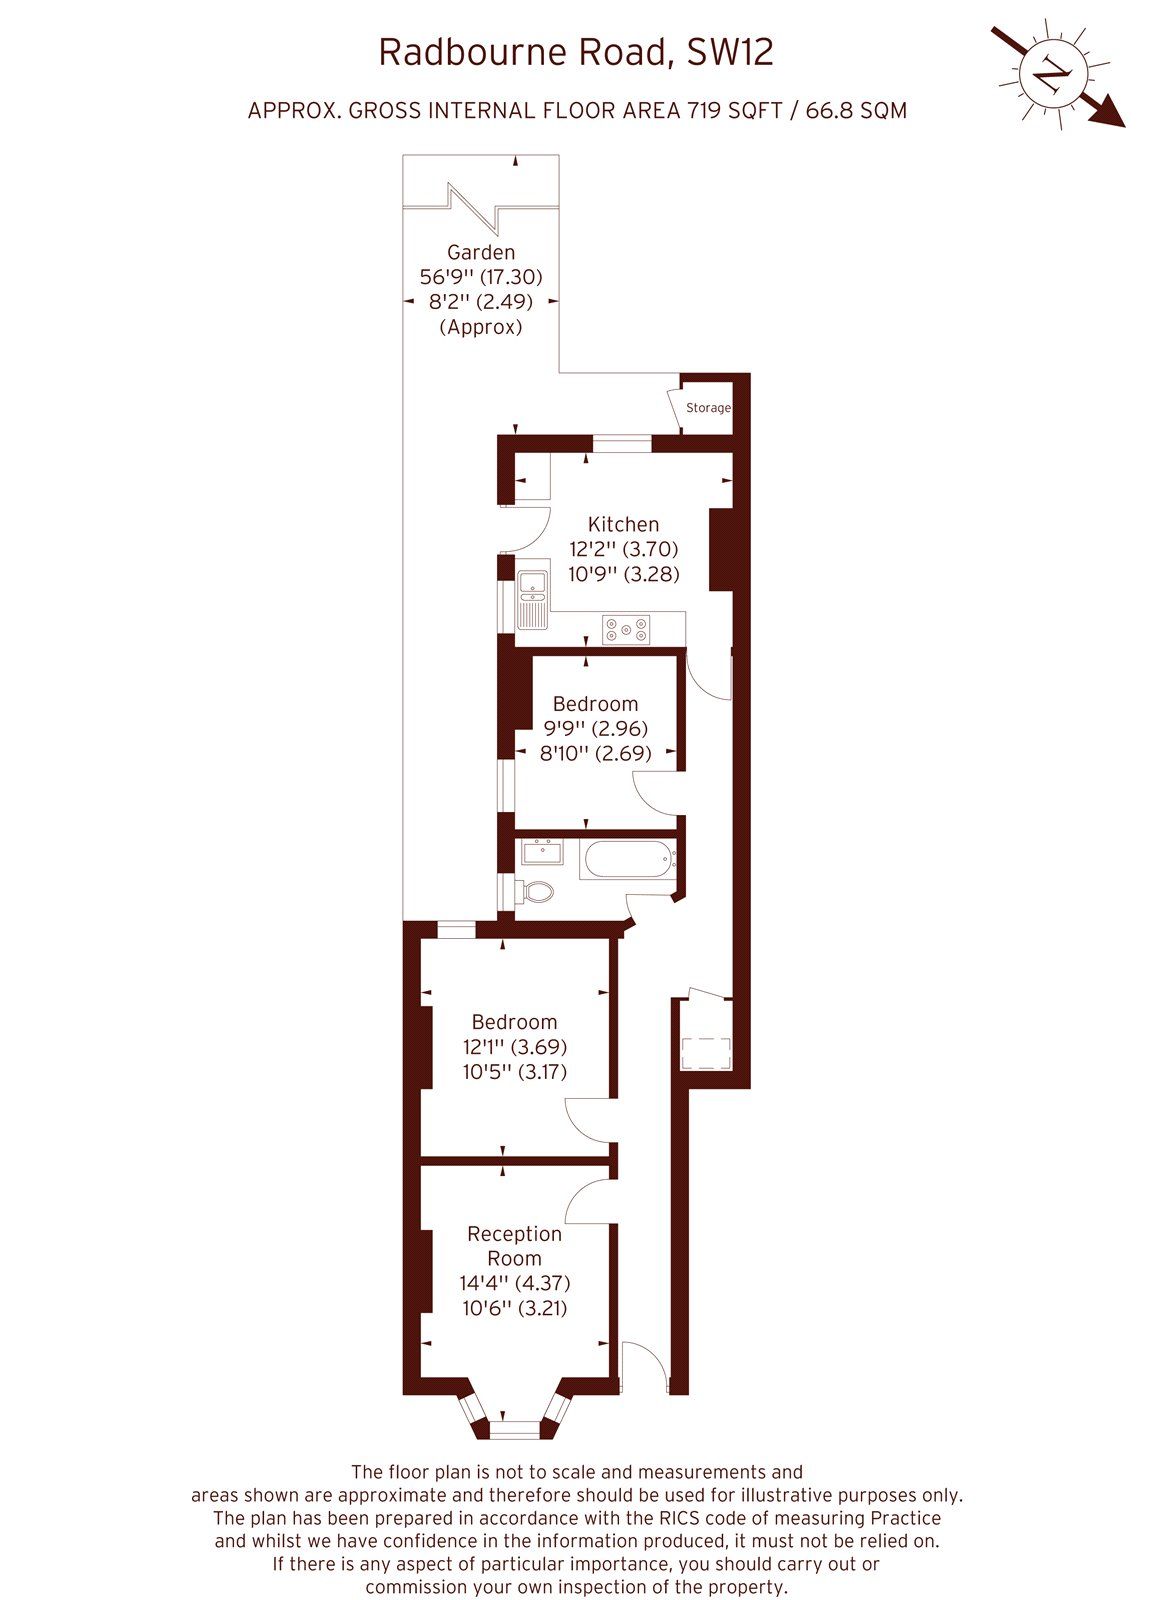 Radbourne Road, SW12
N
APPROX. GROSS INTERNAL FLOOR AREA 719 SQFT / 66.8 SQM
Garden
56'9'' (17.30)
8'2'' (2.49)
(Approx)
Storage
Kitchen
12'2'' (3.70)
10'9'' (3.28)
Bedroom
9'9'' (2.96)
8'10'' (2.69)
Bedroom
12'1'' (3.69)
10'5'' (3.17)
Reception
Room
14'4'' (4.37)
10'6'' (3.21)
The floor plan is not to scale and measurements and
areas shown are approximate and therefore should be used for illustrative purposes only.
The plan has been prepared in accordance with the RICS code of measuring Practice
and whilst we have confidence in the information produced, it must not be relied on.
If there is any aspect of particular importance, you should carry out or
commission your own inspection of the property.